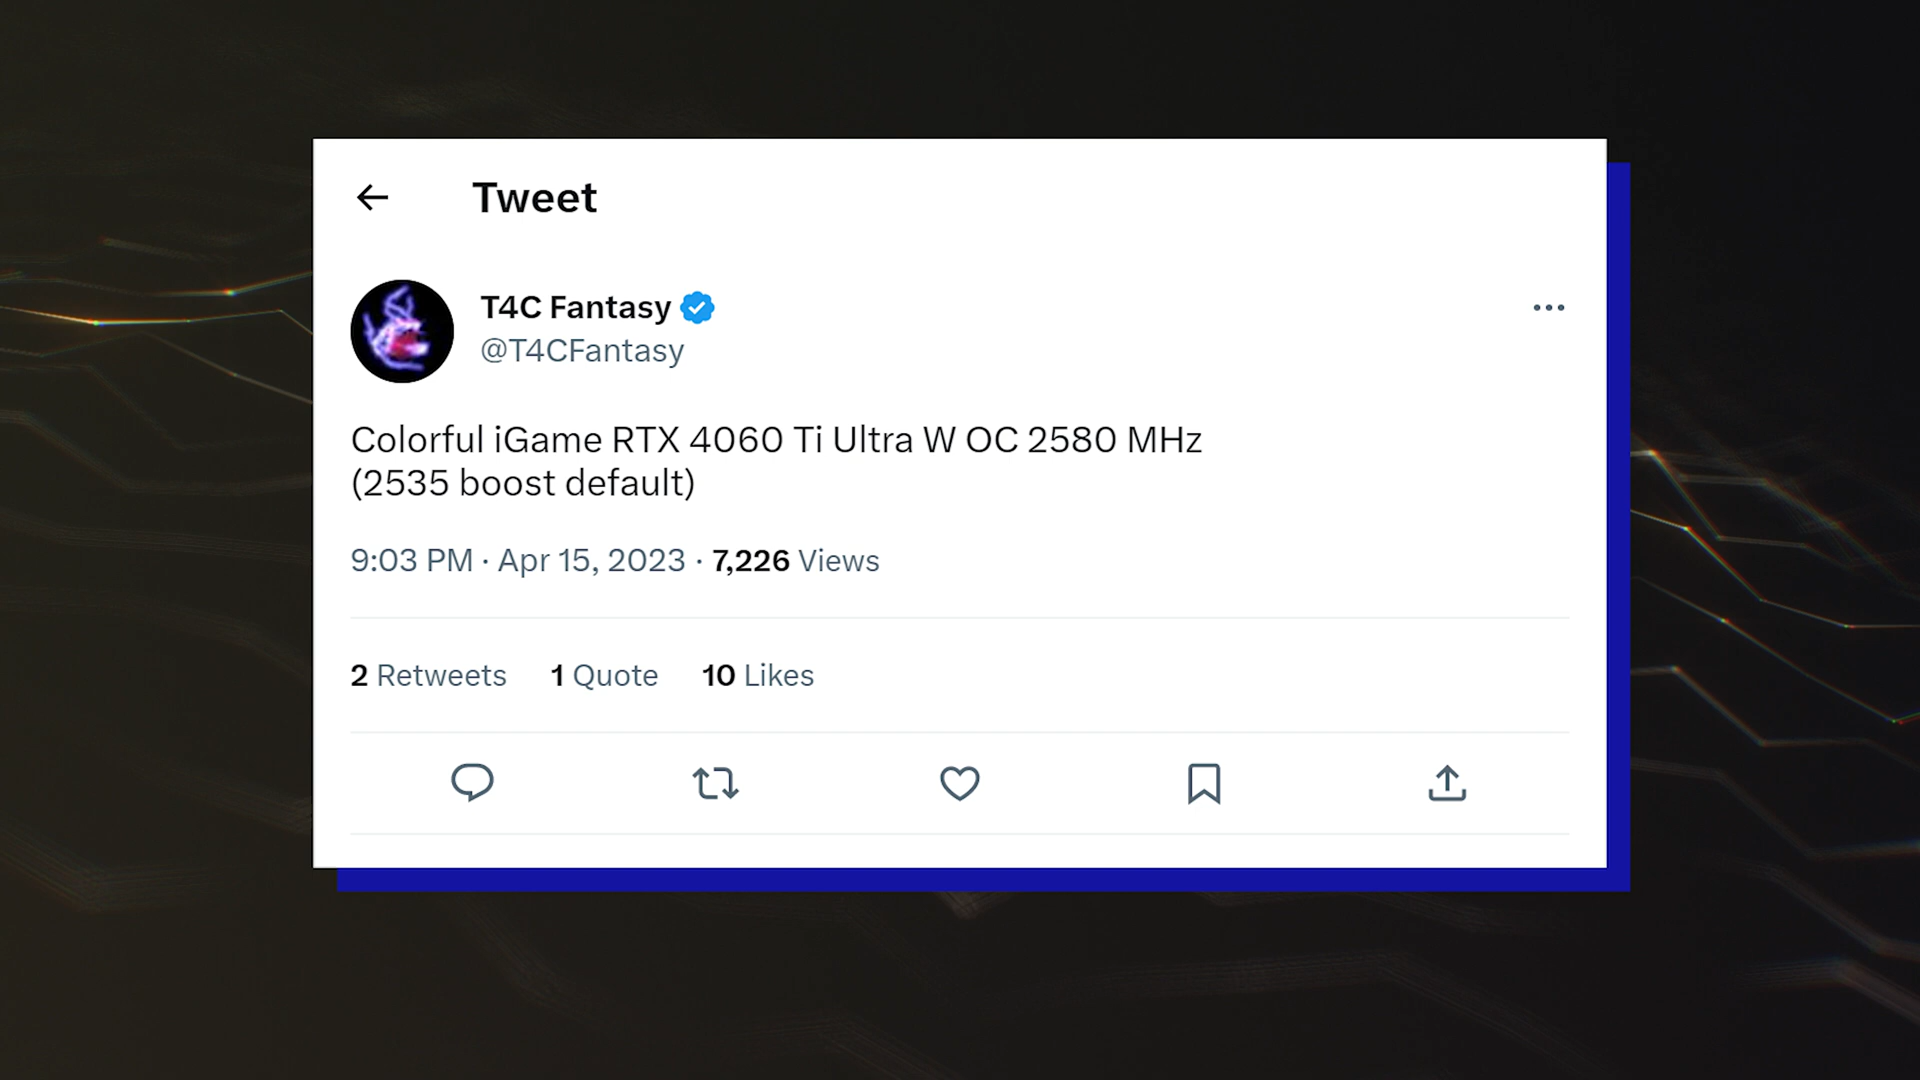 Tweet
T4C Fantasy
@T4CFantasy
Colorful iGame RTX 4060 Ti Ultra W OC 2580 MHz
(2535 boost default)
9:03 PM · Apr 15, 2023 · 7,226 Views
2 Retweets 1 Quote 10 Likes